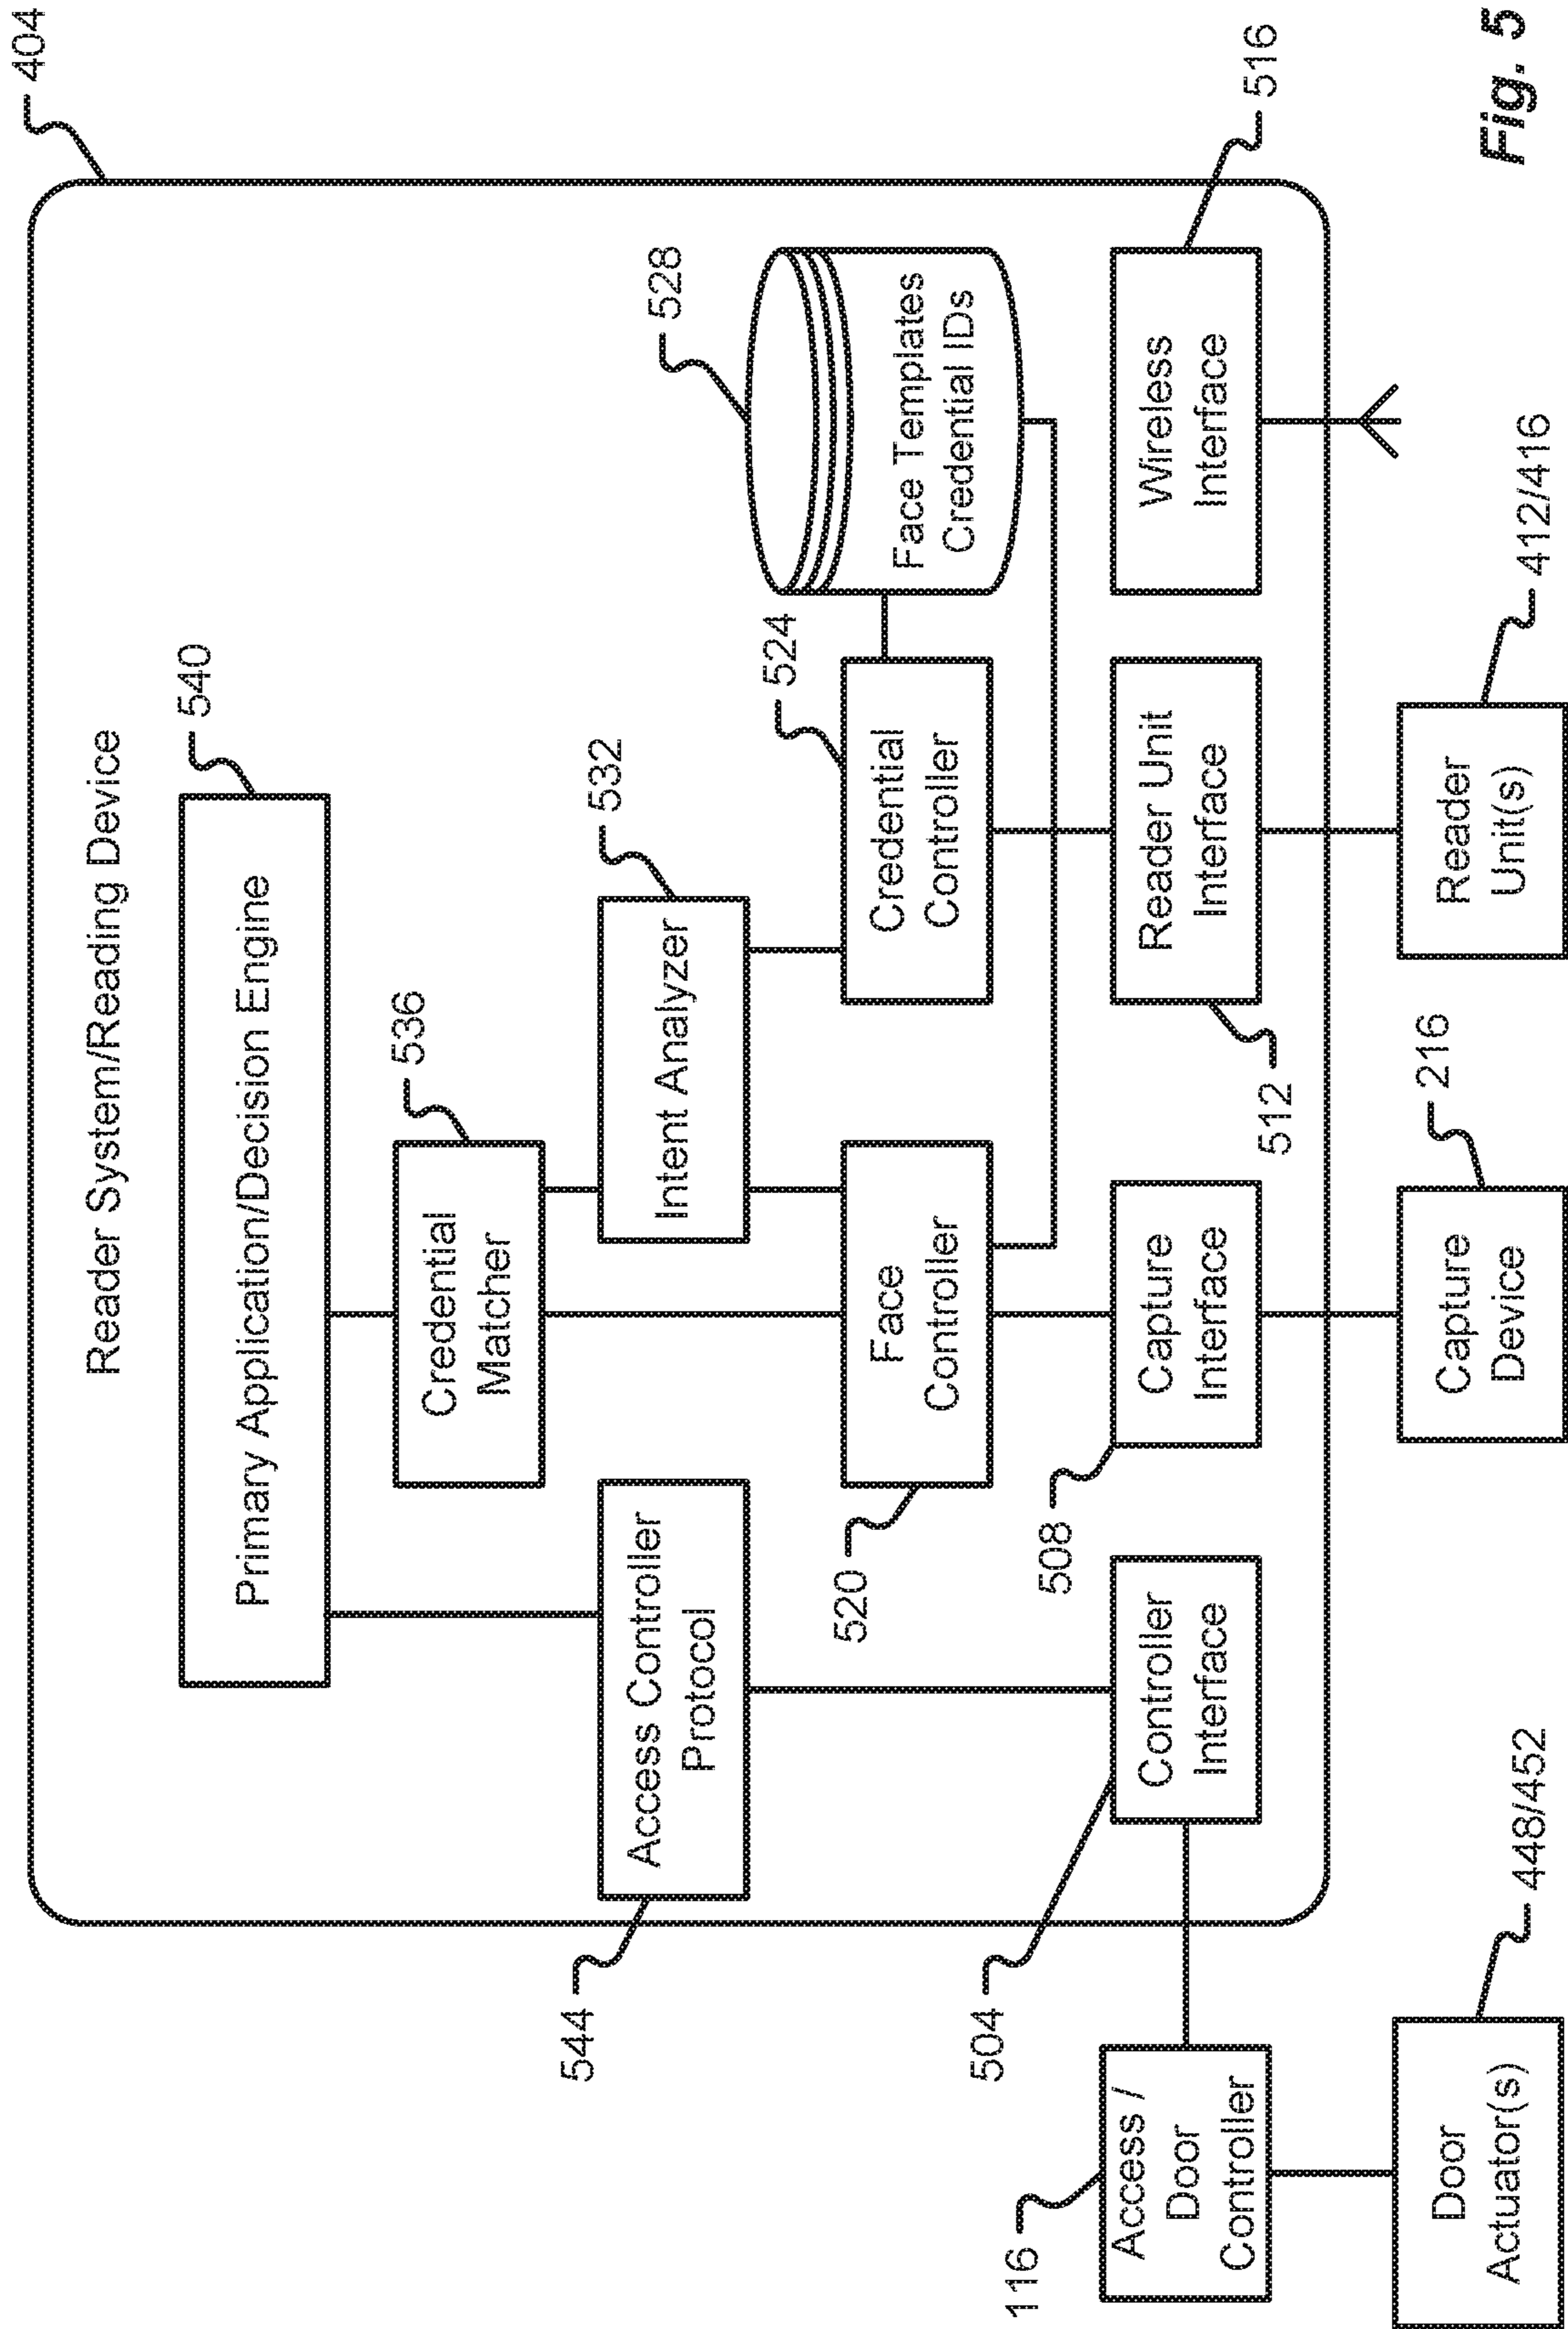 404
Reader System/Reading Device
540
Primary Application/Decision Engine
536
Credential
Matcher
532
Intent Analyzer
544
Access Controller
Protocol
528
Face Templates
Credential IDs
524
Credential
Controller
520
Face
Controller
504
Controller
Interface
508
Capture
Interface
512
Reader Unit
Interface
516
Wireless
Interface
116
Access /
Door
Controller
448/452
Door
Actuator(s)
216
Capture
Device
412/416
Reader
Unit(s)
Fig. 5